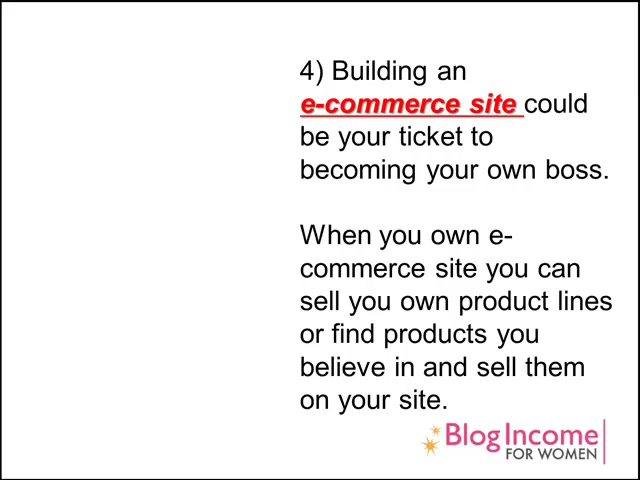 4) Building an
e-commerce site could
be your ticket to
becoming your own boss.
When you own e-
commerce site you can
sell you own product lines
or find products you
believe in and sell them
on your site.
Blog Income
FOR WOMEN